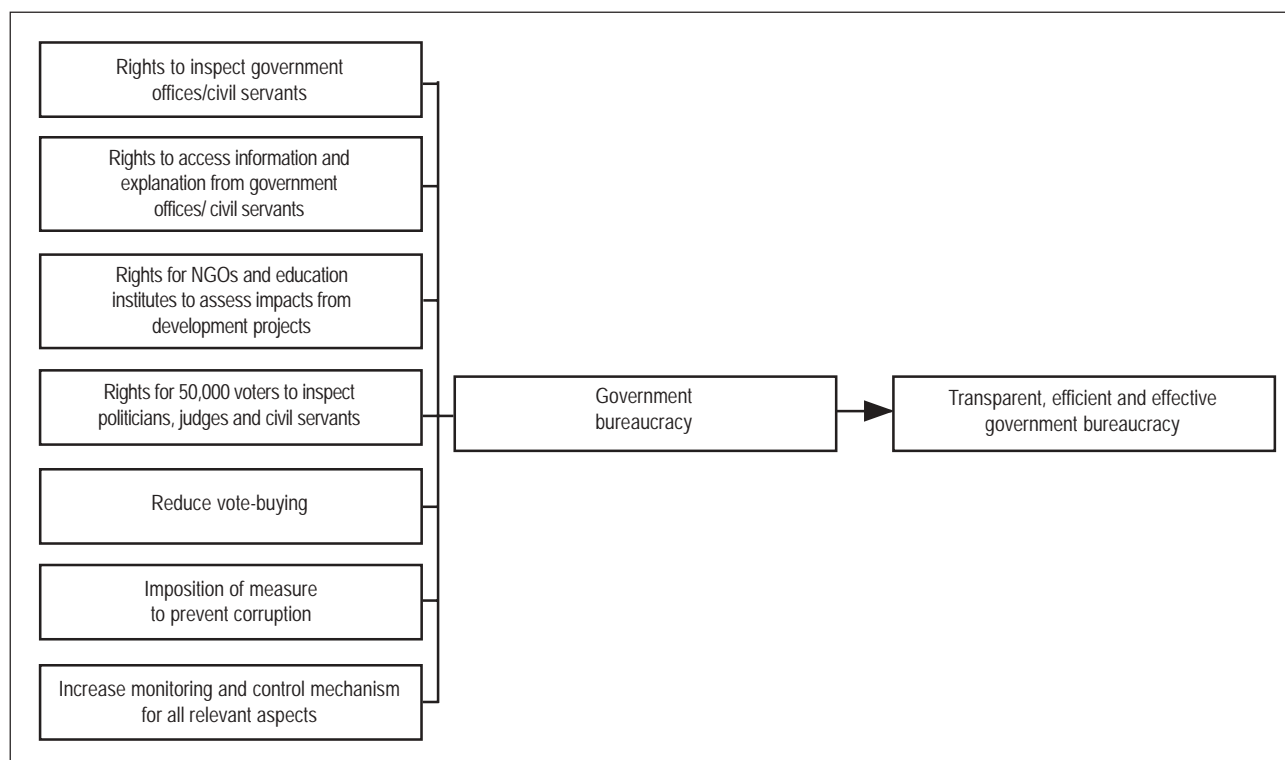 Rights to inspect government
offices/civil servants
Rights to access information and
explanation from government
offices/ civil servants
Rights for NGOs and education
institutes to assess impacts from
development projects
Rights for 50,000 voters to inspect
politicians, judges and civil servants
Reduce vote-buying
Imposition of measure
to prevent corruption
Increase monitoring and control mechanism
for all relevant aspects
Government
bureaucracy
Transparent, efficient and effective
government bureaucracy